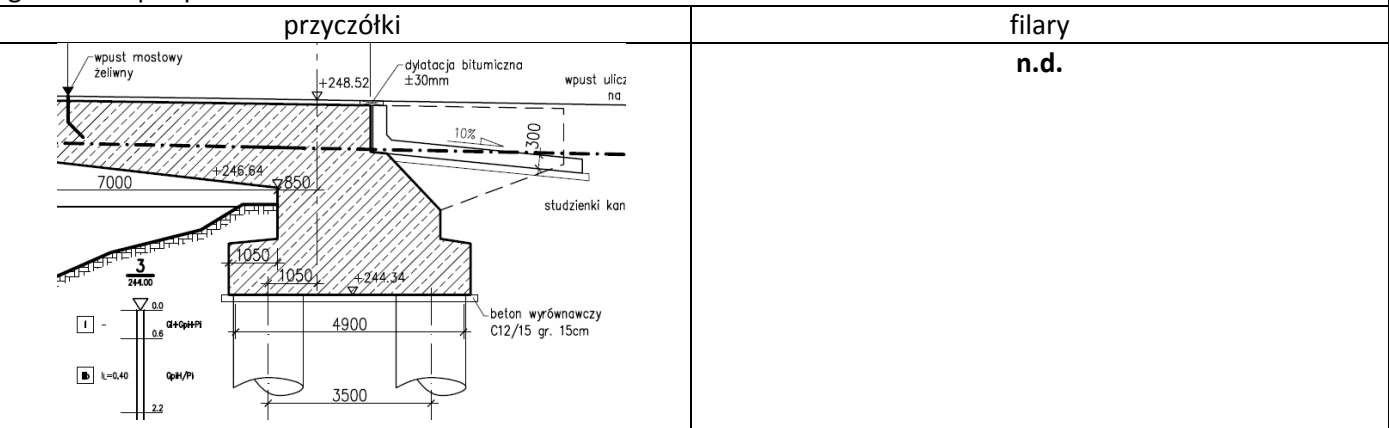 przyczółki
filary
n.d.
wpust mostowy
żeliwny
+248.52
dylatacja bitumiczna
±30mm
wpust ulicz
na
10%
300
+246.64
7000
850
studzienki kan
1050
1050
+244.34
3
244.00
0.0
I -
0.6
4900
beton wyrównawczy
C12/15 gr. 15cm
IL=0,40
GpiH/Pi
3500
2.2